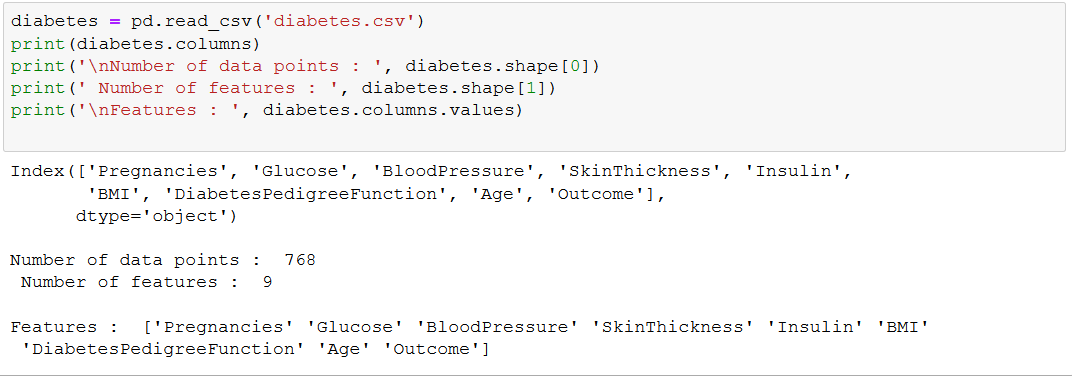 diabetes = pd.read_csv('diabetes.csv')
print(diabetes.columns)
print('\nNumber of data points : ', diabetes.shape[0])
print(' Number of features : ', diabetes.shape[1])
print('\nFeatures : ', diabetes.columns.values)
Index(['Pregnancies', 'Glucose', 'BloodPressure', 'SkinThickness', 'Insulin',
'BMI', 'DiabetesPedigreeFunction', 'Age', 'Outcome'],
dtype='object')
Number of data points :  768
Number of features :  9
Features :  ['Pregnancies' 'Glucose' 'BloodPressure' 'SkinThickness' 'Insulin' 'BMI'
'DiabetesPedigreeFunction' 'Age' 'Outcome']